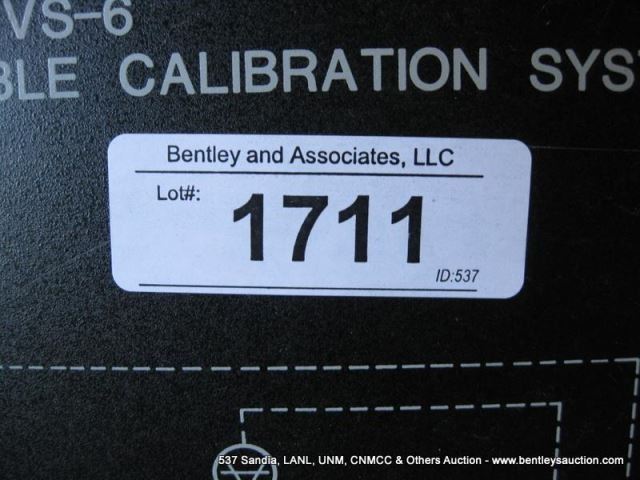 VS-6
BLE CALIBRATION SYS
Bentley and Associates, LLC
Lot#:
1711
ID:537
537 Sandia, LANL, UNM, CNMCC & Others Auction - www.bentleysauction.com